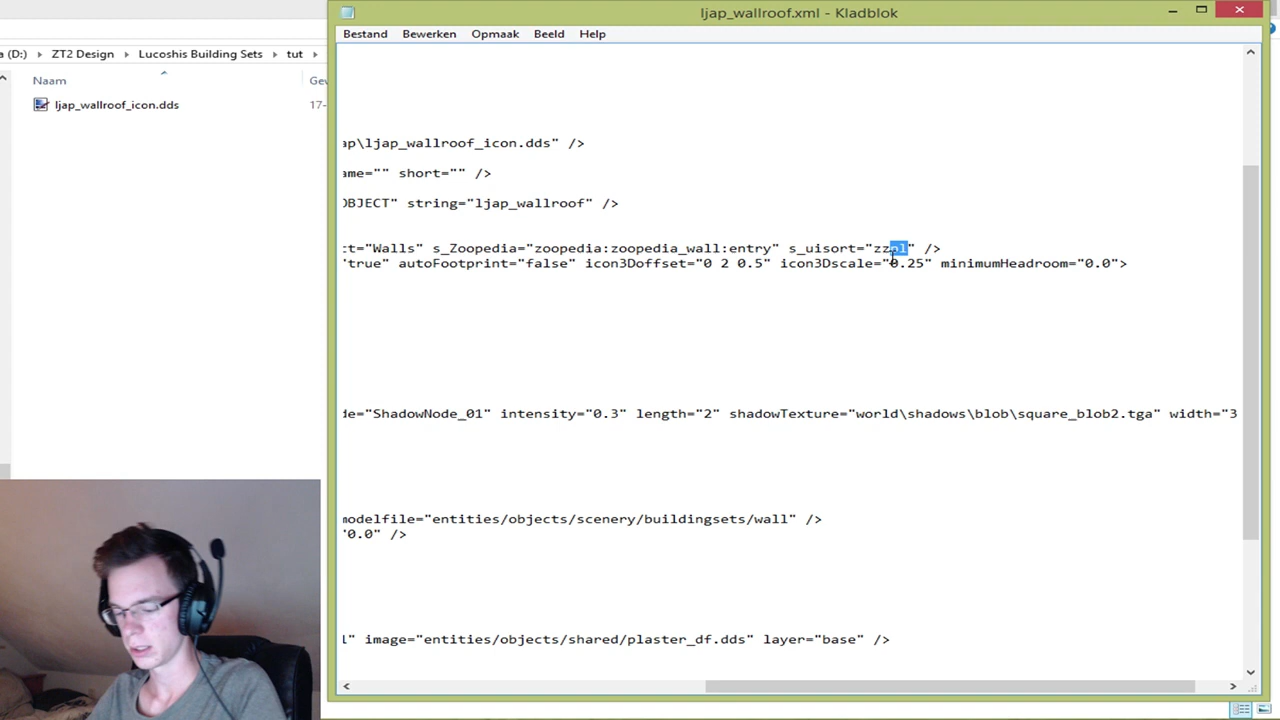 ljap_wallroof.xml - Kladblok
Bestand Bewerken Opmaak Beeld Help
a (D:) ZT2 Design Lucoshis Building Sets tut
Naam Gev
ljap_wallroof_icon.dds 17-
ap\ljap_wallroof_icon.dds" />
ame="" short="" />
OBJECT" string="ljap_wallroof" />
ct="Walls" s_Zoopedia="zoopedia:zoopedia_wall:entry" s_uisort="zznl" />
"true" autoFootprint="false" icon3Doffset="0 2 0.5" icon3Dscale="0.25" minimumHeadroom="0.0">
de="ShadowNode_01" intensity="0.3" length="2" shadowTexture="world\shadows\blob\square_blob2.tga" width="3
modelfile="entities/objects/scenery/buildingsets/wall" />
"0.0" />
l" image="entities/objects/shared/plaster_df.dds" layer="base" />